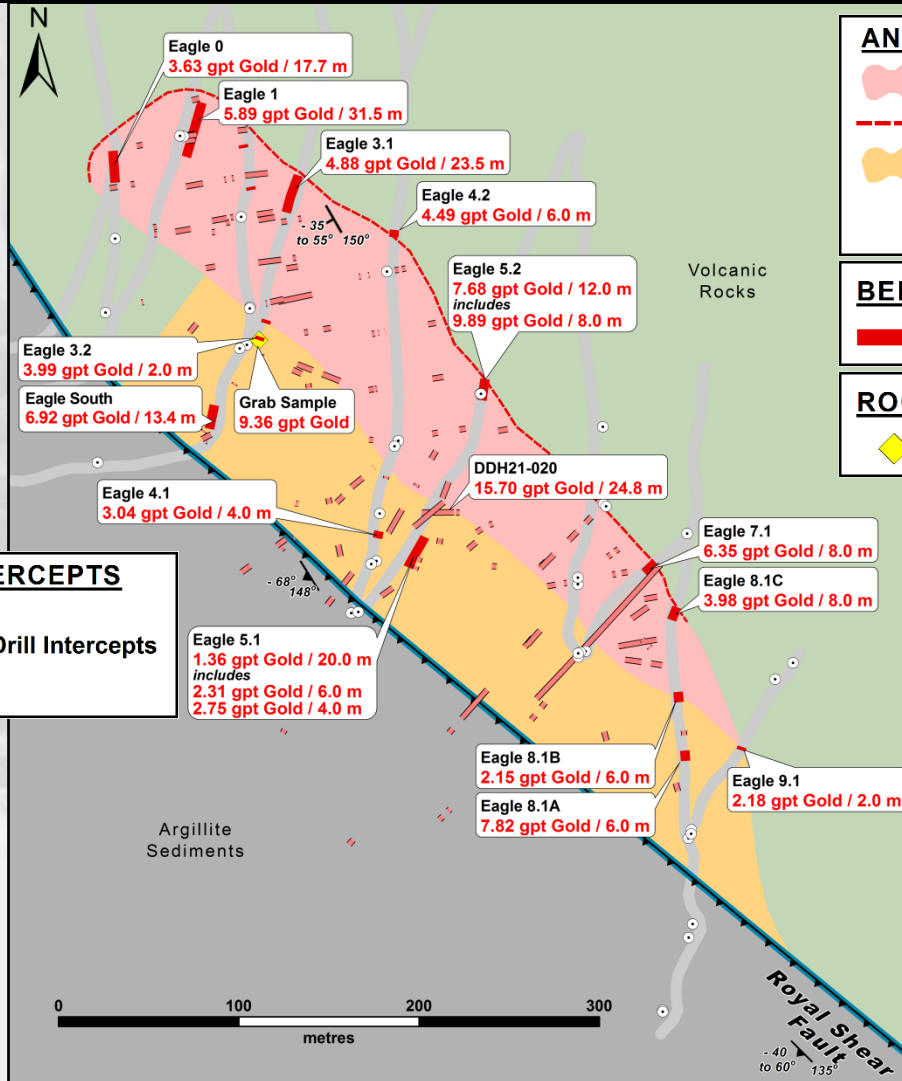 N
Eagle 0
3.63 gpt Gold / 17.7 m
Eagle 1
5.89 gpt Gold / 31.5 m
Eagle 3.1
4.88 gpt Gold / 23.5 m
Eagle 4.2
4.49 gpt Gold / 6.0 m
- 35
to 55° 150°
Eagle 5.2
7.68 gpt Gold / 12.0 m
includes
9.89 gpt Gold / 8.0 m
Volcanic
Rocks
AN
BE
RO
Eagle 3.2
3.99 gpt Gold / 2.0 m
Eagle South
6.92 gpt Gold / 13.4 m
Grab Sample
9.36 gpt Gold
DDH21-020
15.70 gpt Gold / 24.8 m
Eagle 4.1
3.04 gpt Gold / 4.0 m
Eagle 7.1
6.35 gpt Gold / 8.0 m
Eagle 8.1C
3.98 gpt Gold / 8.0 m
- 68°
148°
ERCEPTS
Drill Intercepts
Eagle 5.1
1.36 gpt Gold / 20.0 m
includes
2.31 gpt Gold / 6.0 m
2.75 gpt Gold / 4.0 m
Eagle 8.1B
2.15 gpt Gold / 6.0 m
Eagle 8.1A
7.82 gpt Gold / 6.0 m
Eagle 9.1
2.18 gpt Gold / 2.0 m
Argillite
Sediments
Royal Shear
Fault
- 40
to 60° 135°
0 100 200 300
metres